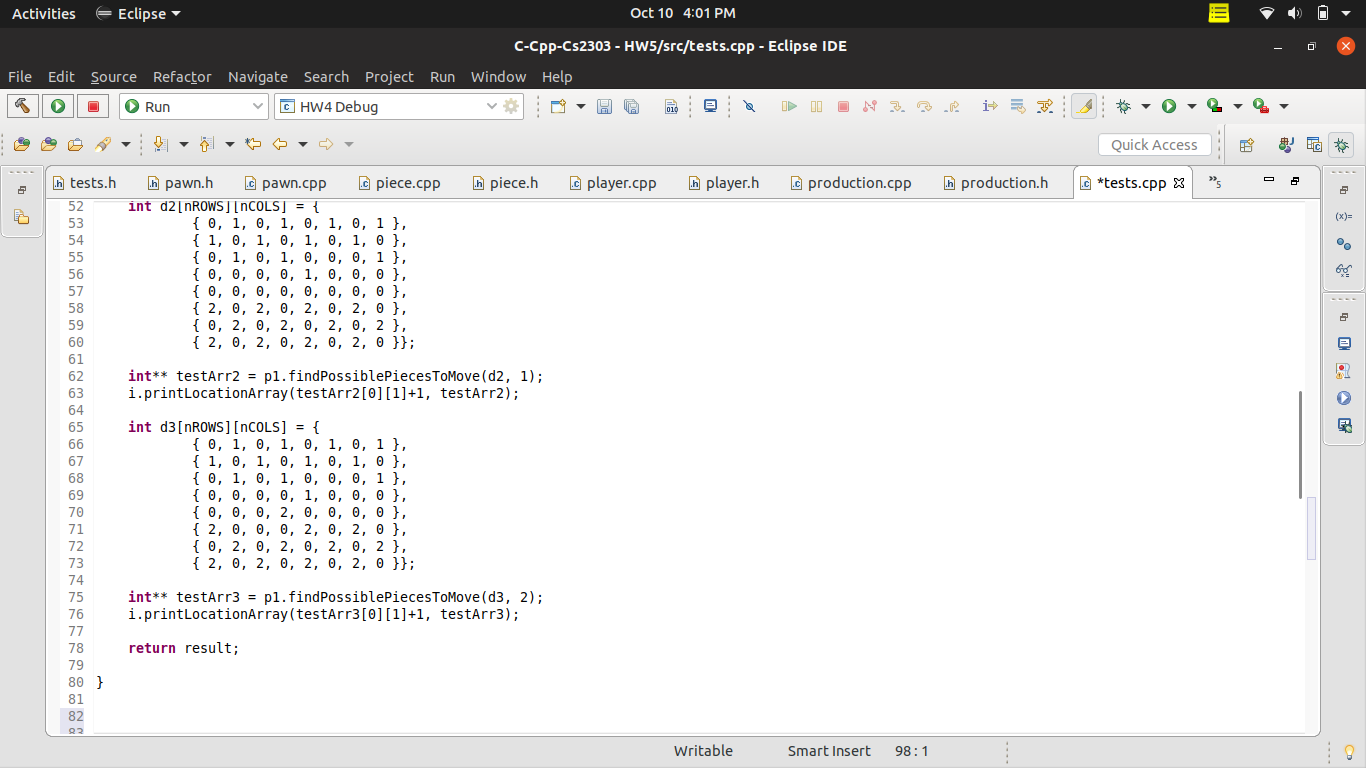 Activities Eclipse Oct 10 4:01 PM
C-Cpp-Cs2303 - HW5/src/tests.cpp - Eclipse IDE
File Edit Source Refactor Navigate Search Project Run Window Help
Run HW4 Debug
Quick Access
tests.h pawn.h pawn.cpp piece.cpp piece.h player.cpp player.h production.cpp production.h *tests.cpp »5
52 int d2[nROWS][nCOLS] = {
53 { 0, 1, 0, 1, 0, 1, 0, 1 },
54 { 1, 0, 1, 0, 1, 0, 1, 0 },
55 { 0, 1, 0, 1, 0, 0, 0, 1 },
56 { 0, 0, 0, 0, 1, 0, 0, 0 },
57 { 0, 0, 0, 0, 0, 0, 0, 0 },
58 { 2, 0, 2, 0, 2, 0, 2, 0 },
59 { 0, 2, 0, 2, 0, 2, 0, 2 },
60 { 2, 0, 2, 0, 2, 0, 2, 0 }};
61
62 int** testArr2 = p1.findPossiblePiecesToMove(d2, 1);
63 i.printLocationArray(testArr2[0][1]+1, testArr2);
64
65 int d3[nROWS][nCOLS] = {
66 { 0, 1, 0, 1, 0, 1, 0, 1 },
67 { 1, 0, 1, 0, 1, 0, 1, 0 },
68 { 0, 1, 0, 1, 0, 0, 0, 1 },
69 { 0, 0, 0, 0, 1, 0, 0, 0 },
70 { 0, 0, 0, 2, 0, 0, 0, 0 },
71 { 2, 0, 0, 0, 2, 0, 2, 0 },
72 { 0, 2, 0, 2, 0, 2, 0, 2 },
73 { 2, 0, 2, 0, 2, 0, 2, 0 }};
74
75 int** testArr3 = p1.findPossiblePiecesToMove(d3, 2);
76 i.printLocationArray(testArr3[0][1]+1, testArr3);
77
78 return result;
79
80 }
81
82
83
Writable Smart Insert 98 : 1